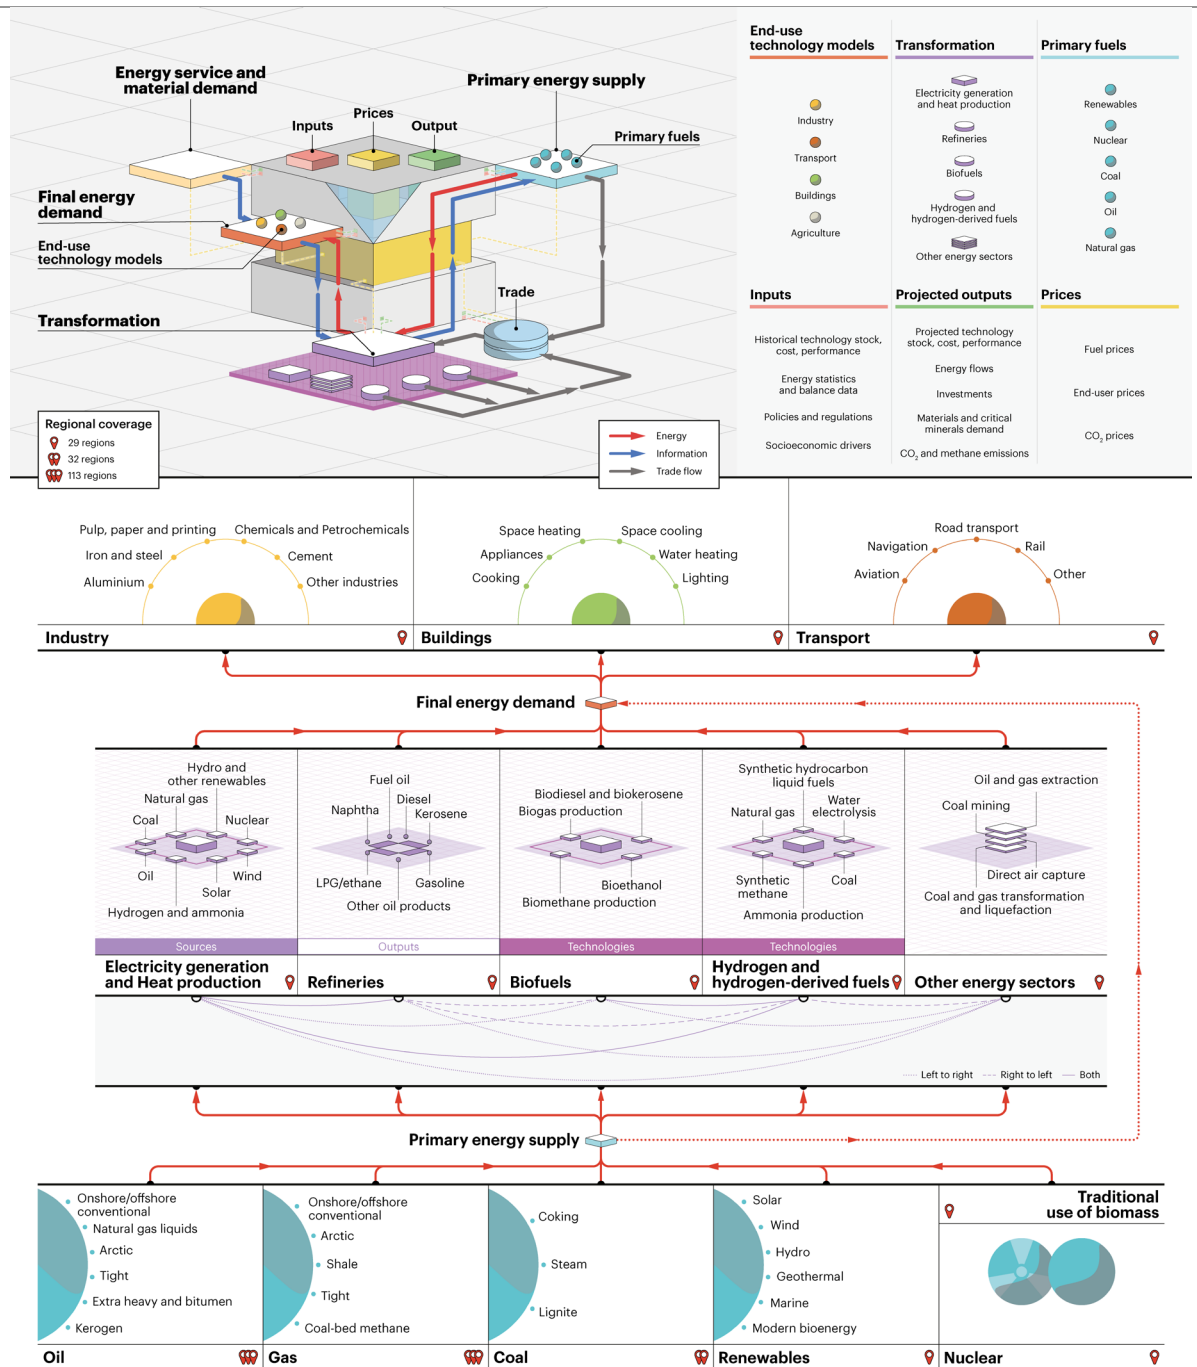 Energy service and
material demand
Primary energy supply
Inputs
Prices
Output
Primary fuels
Final energy
demand
End-use
technology models
Trade
Transformation
Regional coverage
29 regions
32 regions
113 regions
Energy
Information
Trade flow
End-use
technology models
Industry
Transport
Buildings
Agriculture
Transformation
Electricity generation
and heat production
Refineries
Biofuels
Hydrogen and
hydrogen-derived fuels
Other energy sectors
Primary fuels
Renewables
Nuclear
Coal
Oil
Natural gas
Inputs
Historical technology stock,
cost, performance
Energy statistics
and balance data
Policies and regulations
Socioeconomic drivers
Projected outputs
Projected technology
stock, cost, performance
Energy flows
Investments
Materials and critical
minerals demand
CO₂ and methane emissions
Prices
Fuel prices
End-user prices
CO₂ prices
Pulp, paper and printing
Chemicals and Petrochemicals
Iron and steel
Cement
Aluminium
Other industries
Industry
Space heating
Space cooling
Appliances
Water heating
Cooking
Lighting
Buildings
Road transport
Navigation
Rail
Aviation
Other
Transport
Final energy demand
Hydro and
other renewables
Natural gas
Coal
Nuclear
Oil
Wind
Solar
Hydrogen and ammonia
Sources
Electricity generation
and Heat production
Fuel oil
Naphtha
Diesel
Kerosene
LPG/ethane
Gasoline
Other oil products
Outputs
Refineries
Biodiesel and biokerosene
Biogas production
Bioethanol
Biomethane production
Technologies
Biofuels
Synthetic hydrocarbon
liquid fuels
Natural gas
Water
electrolysis
Synthetic
methane
Coal
Ammonia production
Technologies
Hydrogen and
hydrogen-derived fuels
Oil and gas extraction
Coal mining
Direct air capture
Coal and gas transformation
and liquefaction
Other energy sectors
Left to right
Right to left
Both
Primary energy supply
Onshore/offshore
conventional
Natural gas liquids
Arctic
Tight
Extra heavy and bitumen
Kerogen
Oil
Onshore/offshore
conventional
Arctic
Shale
Tight
Coal-bed methane
Gas
Coking
Steam
Lignite
Coal
Solar
Wind
Hydro
Geothermal
Marine
Modern bioenergy
Renewables
Traditional
use of biomass
Nuclear